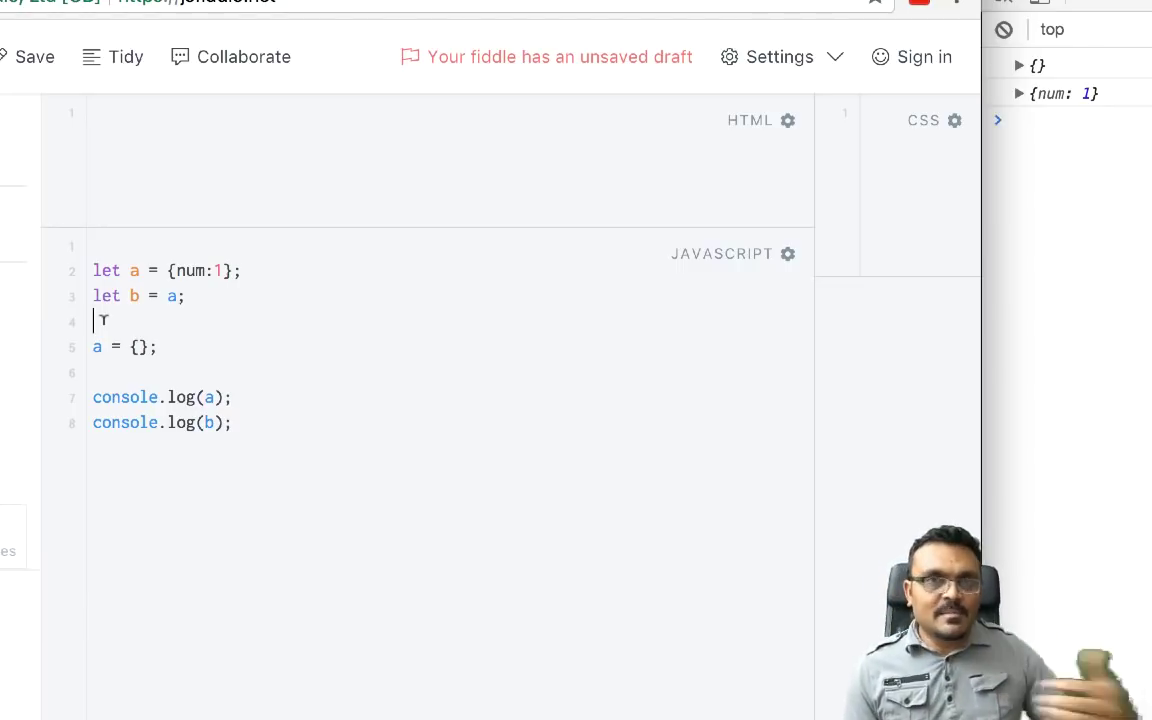 Save Tidy Collaborate Your fiddle has an unsaved draft Settings Sign in
top
{}
{num: 1}
1 HTML
1 CSS
JAVASCRIPT
1
2 let a = {num:1};
3 let b = a;
4
5 a = {};
6
7 console.log(a);
8 console.log(b);
es